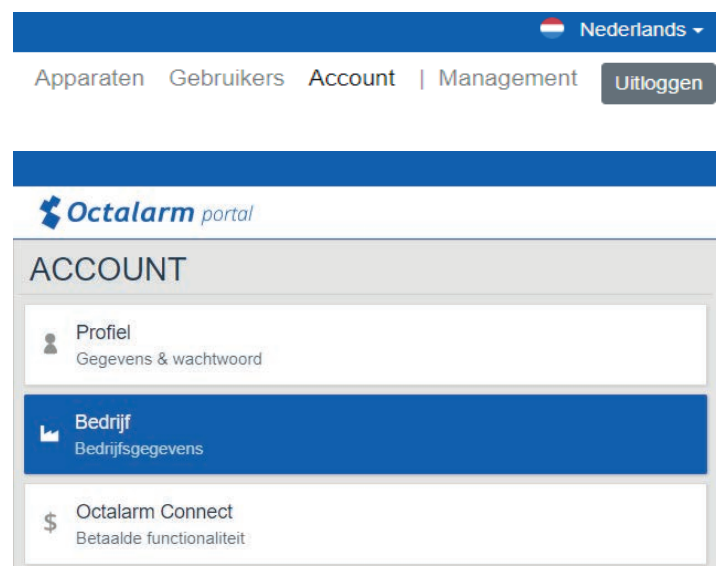 Nederlands
Apparaten Gebruikers Account | Management Uitloggen
Octalarm portal
ACCOUNT
Profiel
Gegevens & wachtwoord
Bedrijf
Bedrijfsgegevens
$ Octalarm Connect
Betaalde functionaliteit